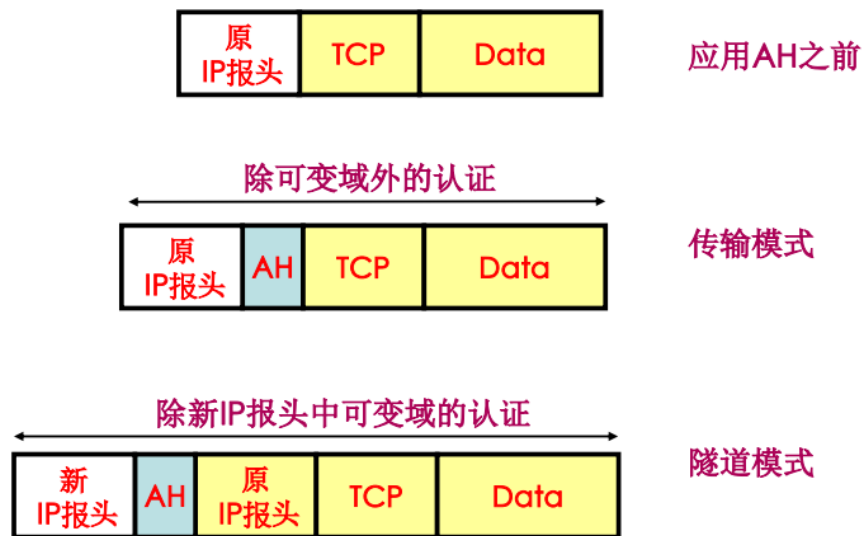 原
IP报头
TCP
Data
应用AH之前
除可变域外的认证
原
IP报头
AH
TCP
Data
传输模式
除新IP报头中可变域的认证
新
IP报头
AH
原
IP报头
TCP
Data
隧道模式